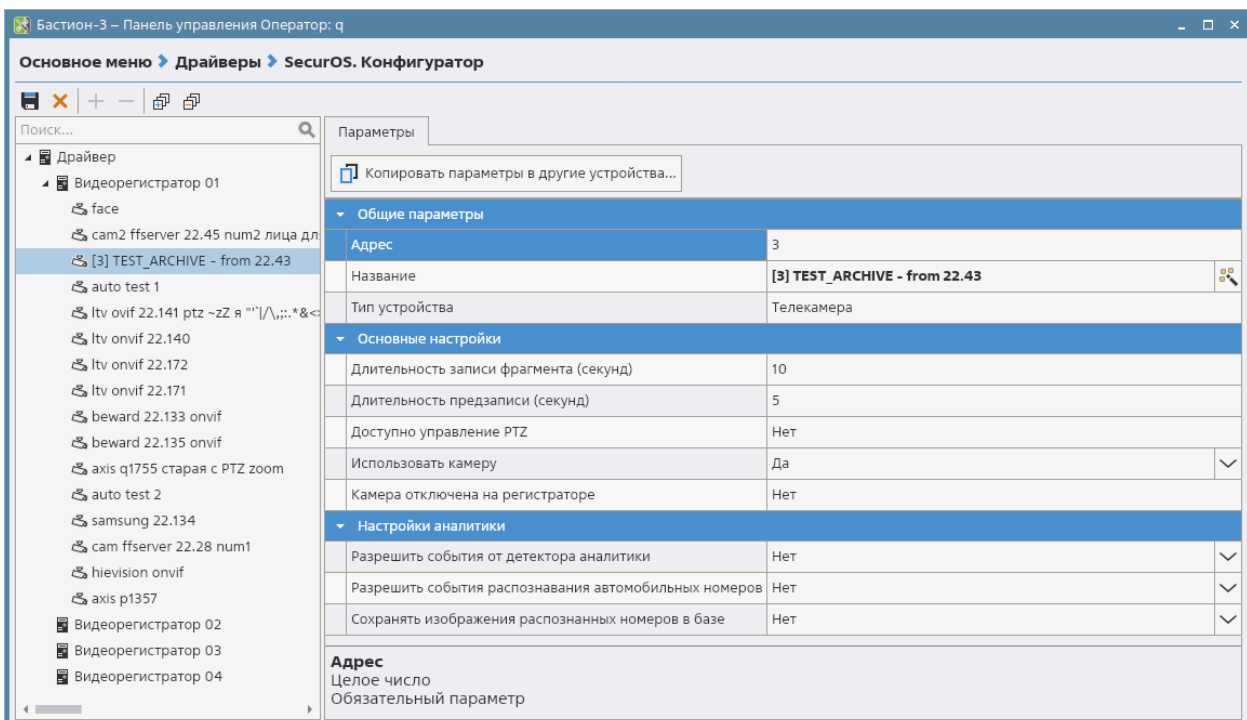 Бастион-3 – Панель управления Оператор: q
Основное меню Драйверы SecurOS. Конфигуратор
Поиск...
Драйвер
Видеорегистратор 01
face
cam2 ffserver 22.45 num2 лица дл
[3] TEST_ARCHIVE - from 22.43
auto test 1
ltv ovif 22.141 ptz ~zZ я "'`|/\,;:.*&<>
ltv onvif 22.140
ltv onvif 22.172
ltv onvif 22.171
beward 22.133 onvif
beward 22.135 onvif
axis q1755 старая с PTZ zoom
auto test 2
samsung 22.134
cam ffserver 22.28 num1
hievision onvif
axis p1357
Видеорегистратор 02
Видеорегистратор 03
Видеорегистратор 04
Параметры
Копировать параметры в другие устройства...
Общие параметры
Адрес 3
Название [3] TEST_ARCHIVE - from 22.43
Тип устройства Телекамера
Основные настройки
Длительность записи фрагмента (секунд) 10
Длительность предзаписи (секунд) 5
Доступно управление PTZ Нет
Использовать камеру Да
Камера отключена на регистраторе Нет
Настройки аналитики
Разрешить события от детектора аналитики Нет
Разрешить события распознавания автомобильных номеров Нет
Сохранять изображения распознанных номеров в базе Нет
Адрес
Целое число
Обязательный параметр